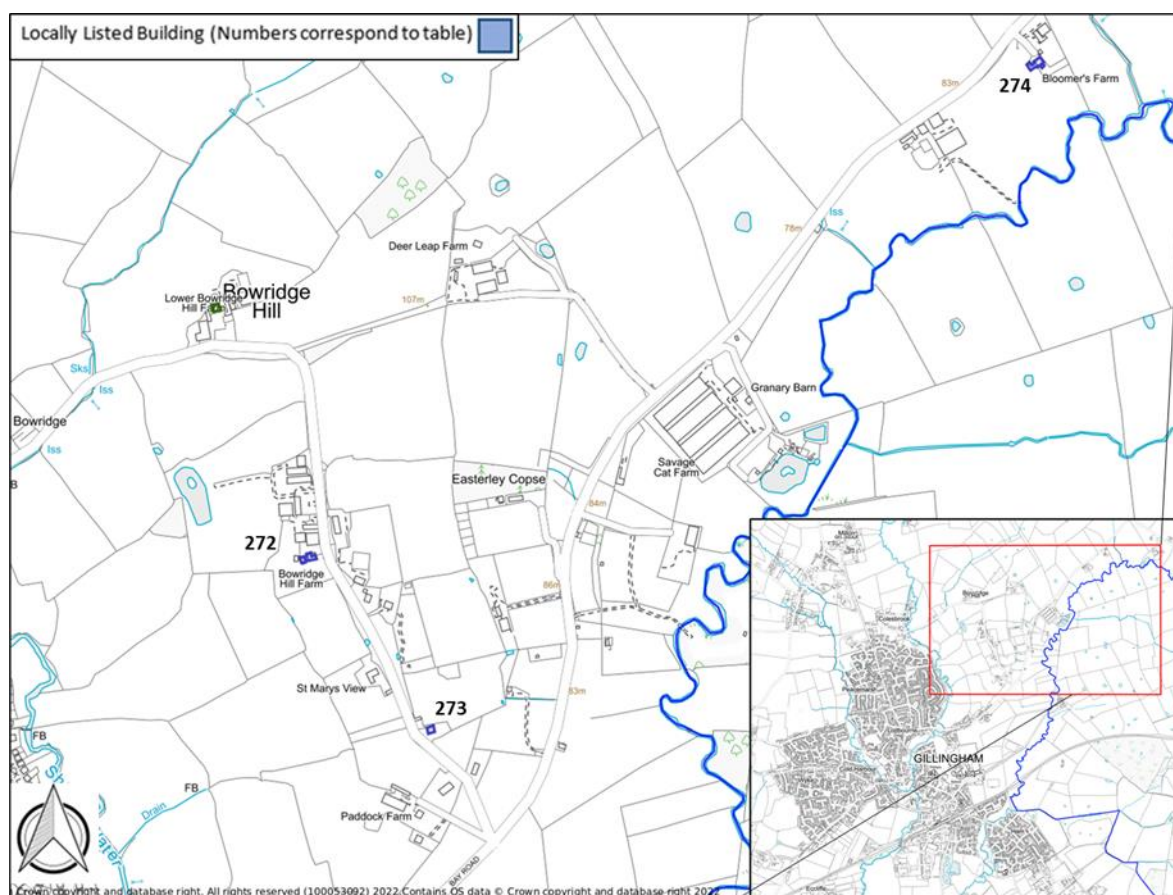 Locally Listed Building (Numbers correspond to table)
83m
Bloomer's Farm
274
Iss
78m
Deer Leap Farm
107m
Lower Bowridge
Hill Farm
Bowridge
Hill
Sks
Iss
Bowridge
Iss
B
Granary Barn
Savage
Cat Farm
Easterley Copse
84m
272
Bowridge
Hill Farm
86m
St Marys View
273
83m
FB
FB
Drain
Paddock Farm
BAY ROAD
Colesbrook
Bowridge
Peacemarsh
GILLINGHAM
Crown copyright and database right. All rights reserved (100053092) 2022 Contains OS data © Crown copyright and database right 2022